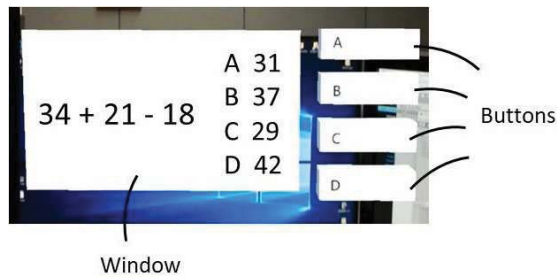 34 + 21 - 18
A 31
B 37
C 29
D 42
A
B
C
D
Buttons
Window